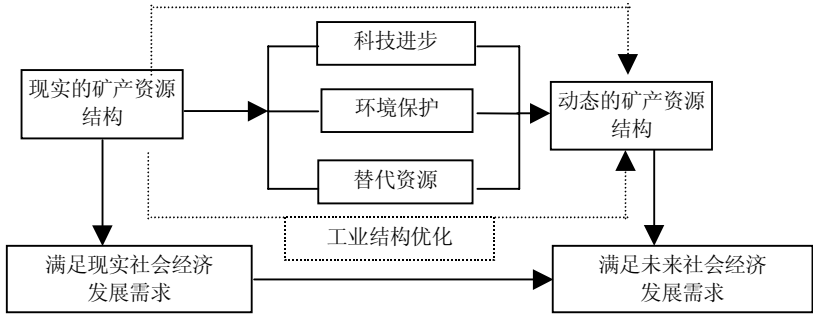 科技进步
现实的矿产资源
结构
环境保护
动态的矿产资源
结构
替代资源
工业结构优化
满足现实社会经济
发展需求
满足未来社会经济
发展需求